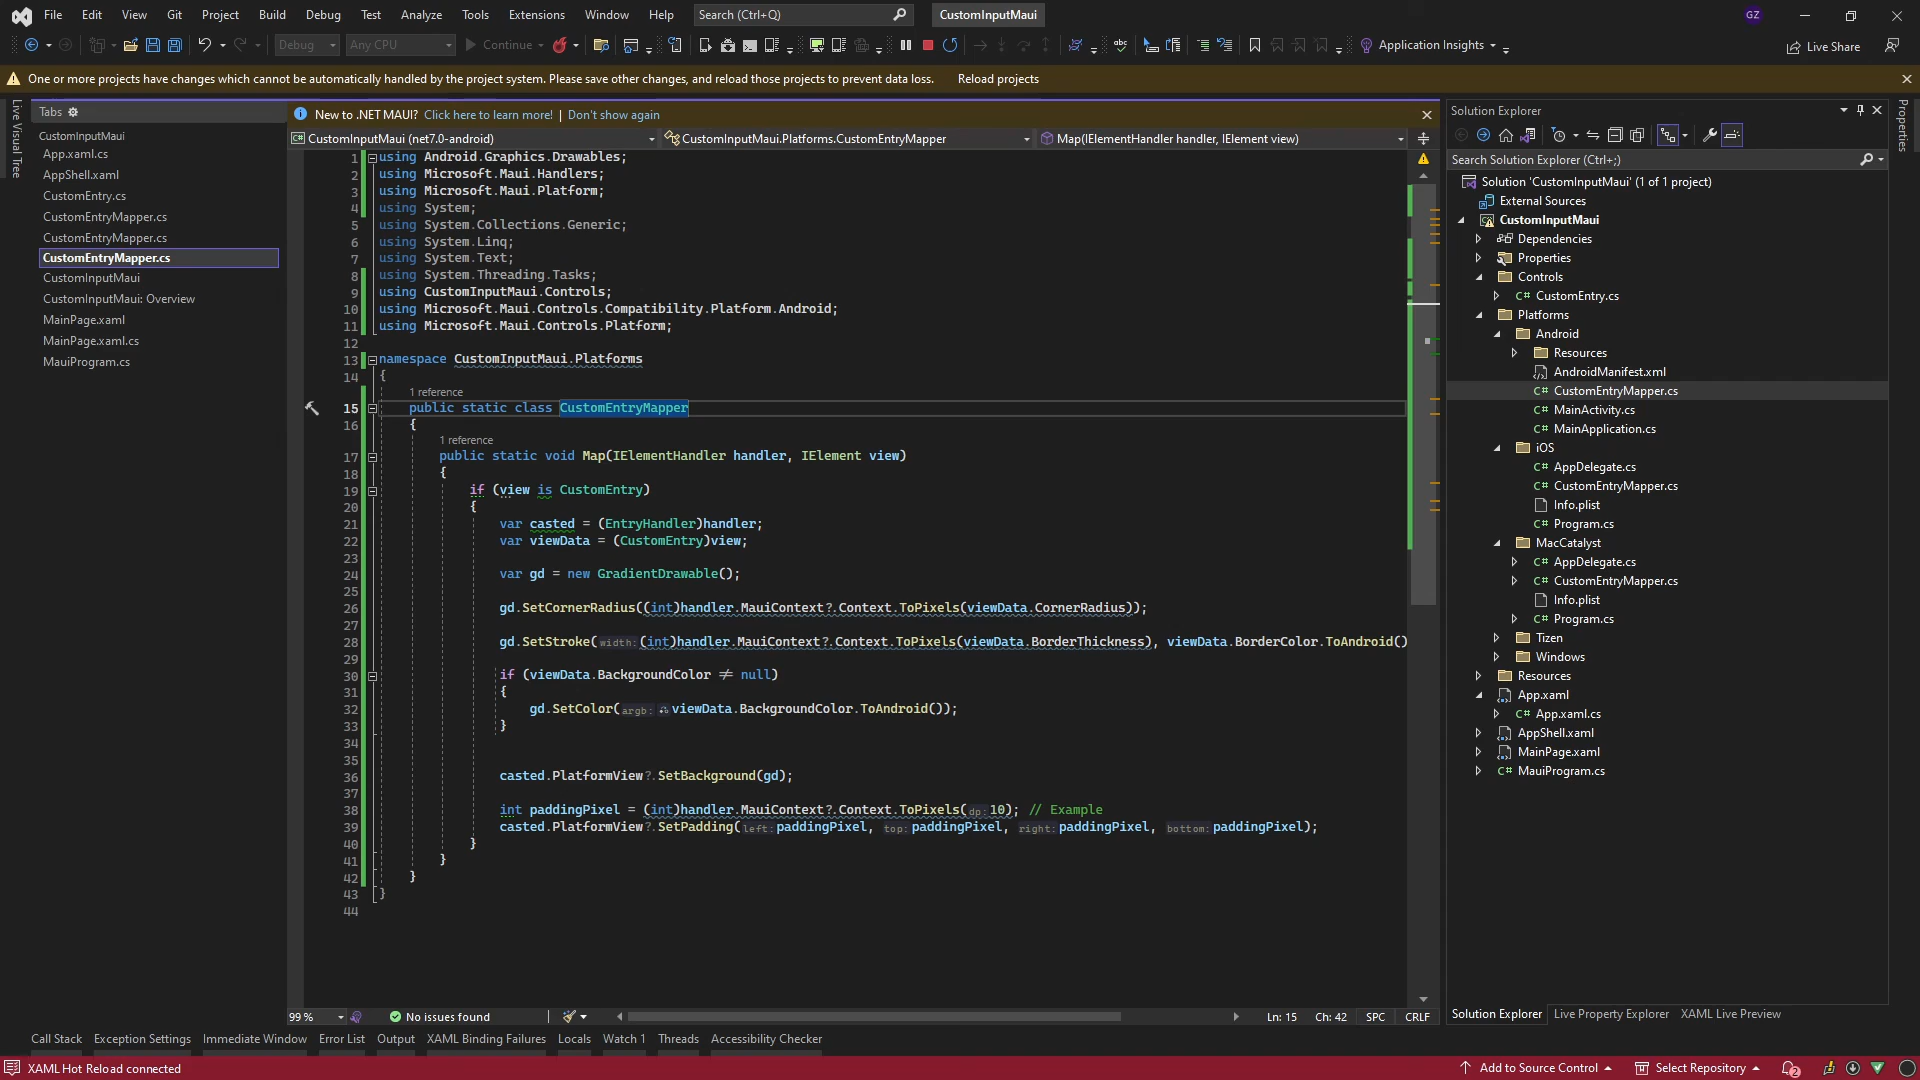 File Edit View Git Project Build Debug Test Analyze Tools Extensions Window Help Search (Ctrl+Q) CustomInputMaui GZ
Debug Any CPU Continue Application Insights Live Share
One or more projects have changes which cannot be automatically handled by the project system. Please save other changes, and reload those projects to prevent data loss. Reload projects
Live Visual Tree
Tabs
CustomInputMaui
App.xaml.cs
AppShell.xaml
CustomEntry.cs
CustomEntryMapper.cs
CustomEntryMapper.cs
CustomEntryMapper.cs
CustomInputMaui
CustomInputMaui: Overview
MainPage.xaml
MainPage.xaml.cs
MauiProgram.cs
New to .NET MAUI? Click here to learn more! | Don't show again
CustomInputMaui (net7.0-android) CustomInputMaui.Platforms.CustomEntryMapper Map(IElementHandler handler, IElement view)
1 using Android.Graphics.Drawables;
2 using Microsoft.Maui.Handlers;
3 using Microsoft.Maui.Platform;
4 using System;
5 using System.Collections.Generic;
6 using System.Linq;
7 using System.Text;
8 using System.Threading.Tasks;
9 using CustomInputMaui.Controls;
10 using Microsoft.Maui.Controls.Compatibility.Platform.Android;
11 using Microsoft.Maui.Controls.Platform;
12
13 namespace CustomInputMaui.Platforms
14 {
1 reference
15 public static class CustomEntryMapper
16 {
1 reference
17 public static void Map(IElementHandler handler, IElement view)
18 {
19 if (view is CustomEntry)
20 {
21 var casted = (EntryHandler)handler;
22 var viewData = (CustomEntry)view;
23
24 var gd = new GradientDrawable();
25
26 gd.SetCornerRadius((int)handler.MauiContext?.Context.ToPixels(viewData.CornerRadius));
27
28 gd.SetStroke(width:(int)handler.MauiContext?.Context.ToPixels(viewData.BorderThickness), viewData.BorderColor.ToAndroid()
29
30 if (viewData.BackgroundColor ≠ null)
31 {
32 gd.SetColor(argb: viewData.BackgroundColor.ToAndroid());
33 }
34
35
36 casted.PlatformView?.SetBackground(gd);
37
38 int paddingPixel = (int)handler.MauiContext?.Context.ToPixels(dp:10); // Example
39 casted.PlatformView?.SetPadding(left:paddingPixel, top:paddingPixel, right:paddingPixel, bottom:paddingPixel);
40 }
41 }
42 }
43 }
44
99 % No issues found Ln: 15 Ch: 42 SPC CRLF
Solution Explorer
Search Solution Explorer (Ctrl+;)
Solution 'CustomInputMaui' (1 of 1 project)
External Sources
CustomInputMaui
Dependencies
Properties
Controls
C# CustomEntry.cs
Platforms
Android
Resources
AndroidManifest.xml
C# CustomEntryMapper.cs
C# MainActivity.cs
C# MainApplication.cs
iOS
C# AppDelegate.cs
C# CustomEntryMapper.cs
Info.plist
C# Program.cs
MacCatalyst
C# AppDelegate.cs
C# CustomEntryMapper.cs
Info.plist
C# Program.cs
Tizen
Windows
Resources
App.xaml
C# App.xaml.cs
AppShell.xaml
MainPage.xaml
C# MauiProgram.cs
Solution Explorer Live Property Explorer XAML Live Preview
Properties
Call Stack Exception Settings Immediate Window Error List Output XAML Binding Failures Locals Watch 1 Threads Accessibility Checker
XAML Hot Reload connected Add to Source Control Select Repository 2